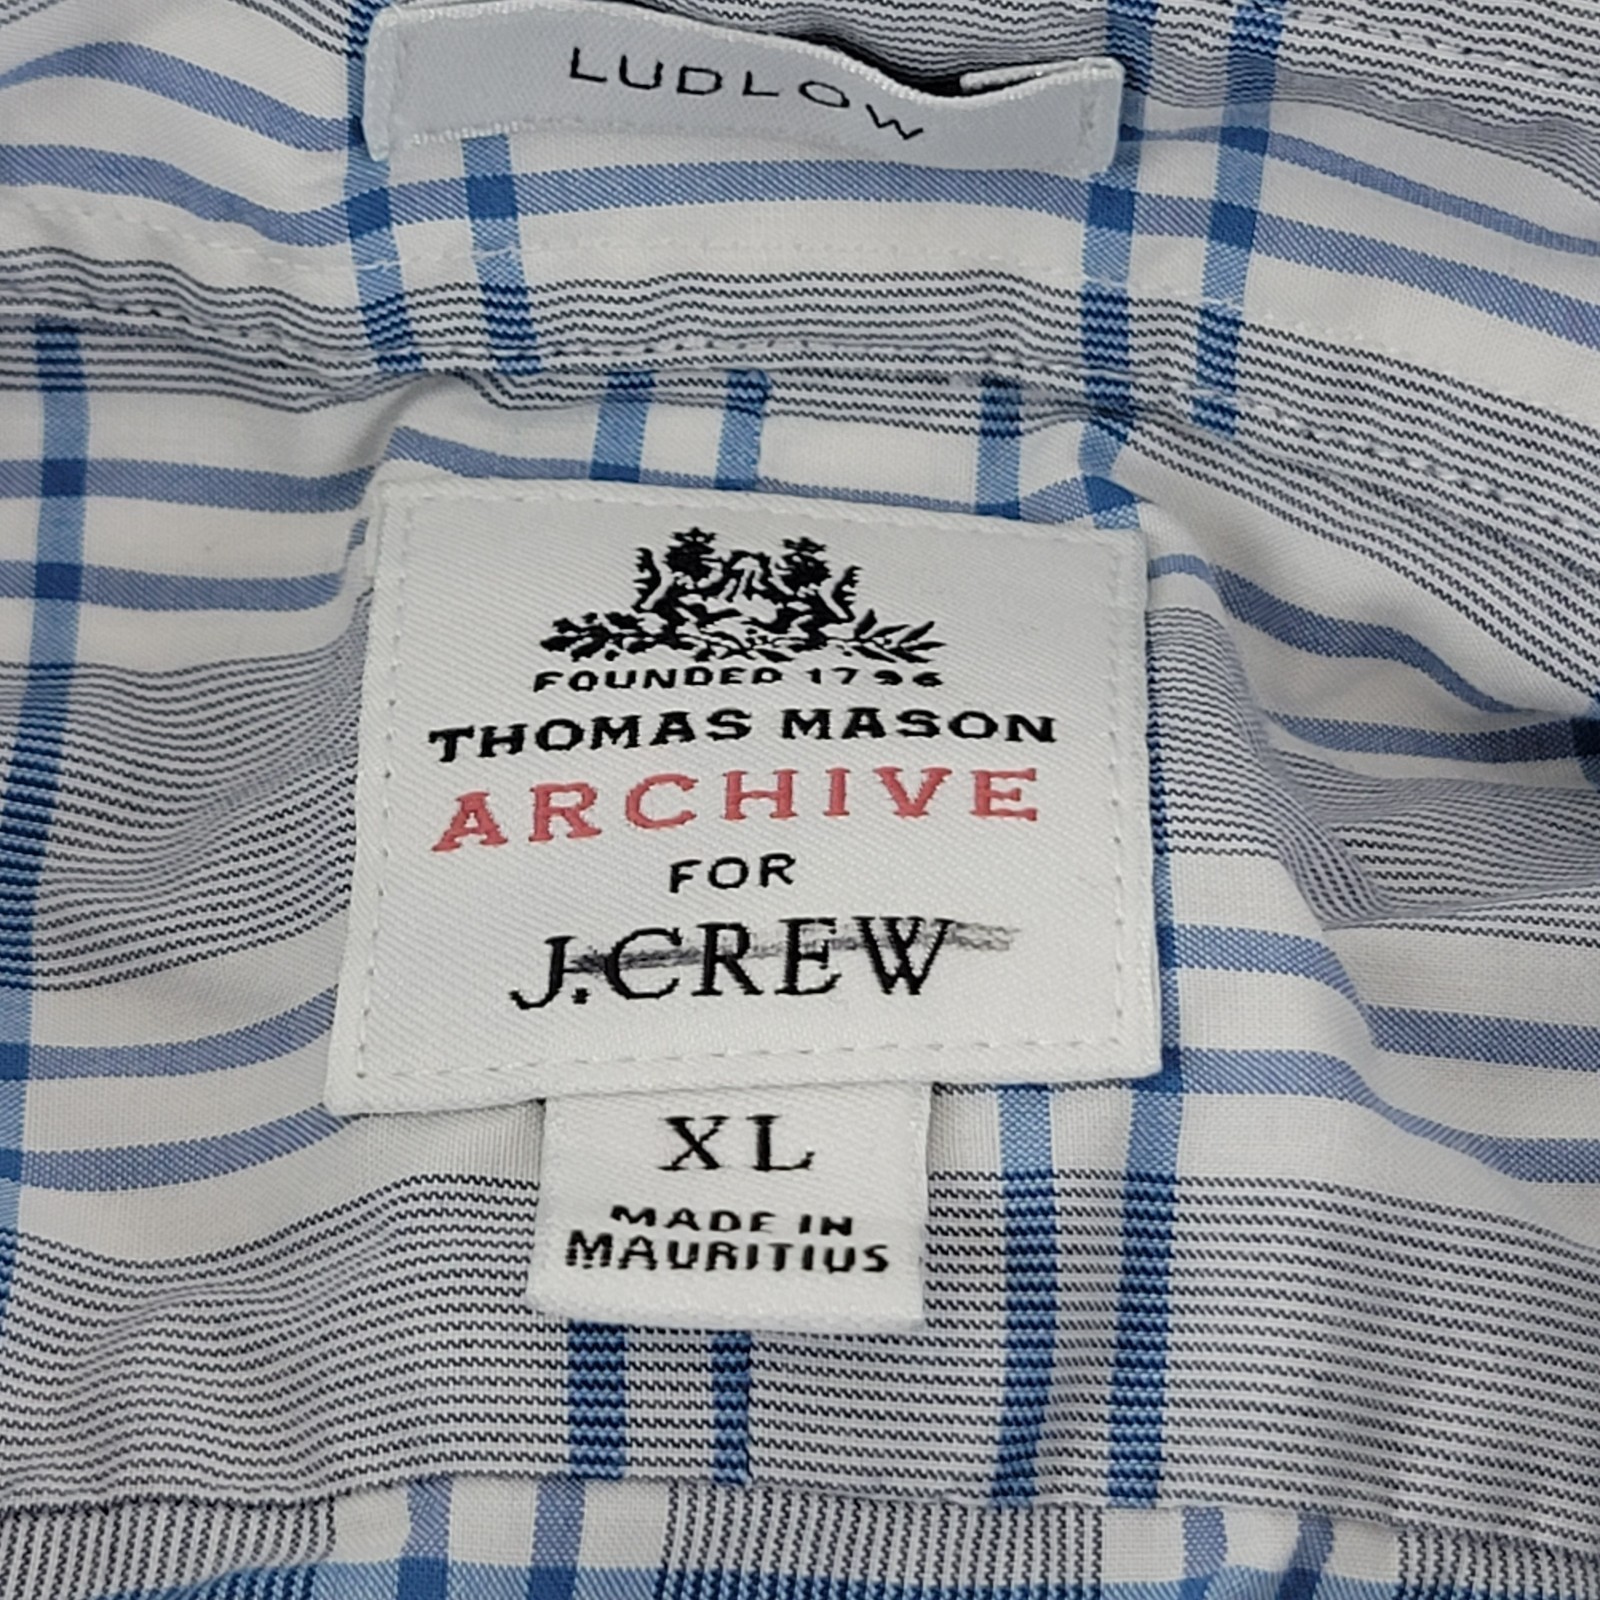 LUDLOW
FOUNDED 1796
THOMAS MASON
ARCHIVE
FOR
J.CREW
XL
MADE IN
MAURITIUS